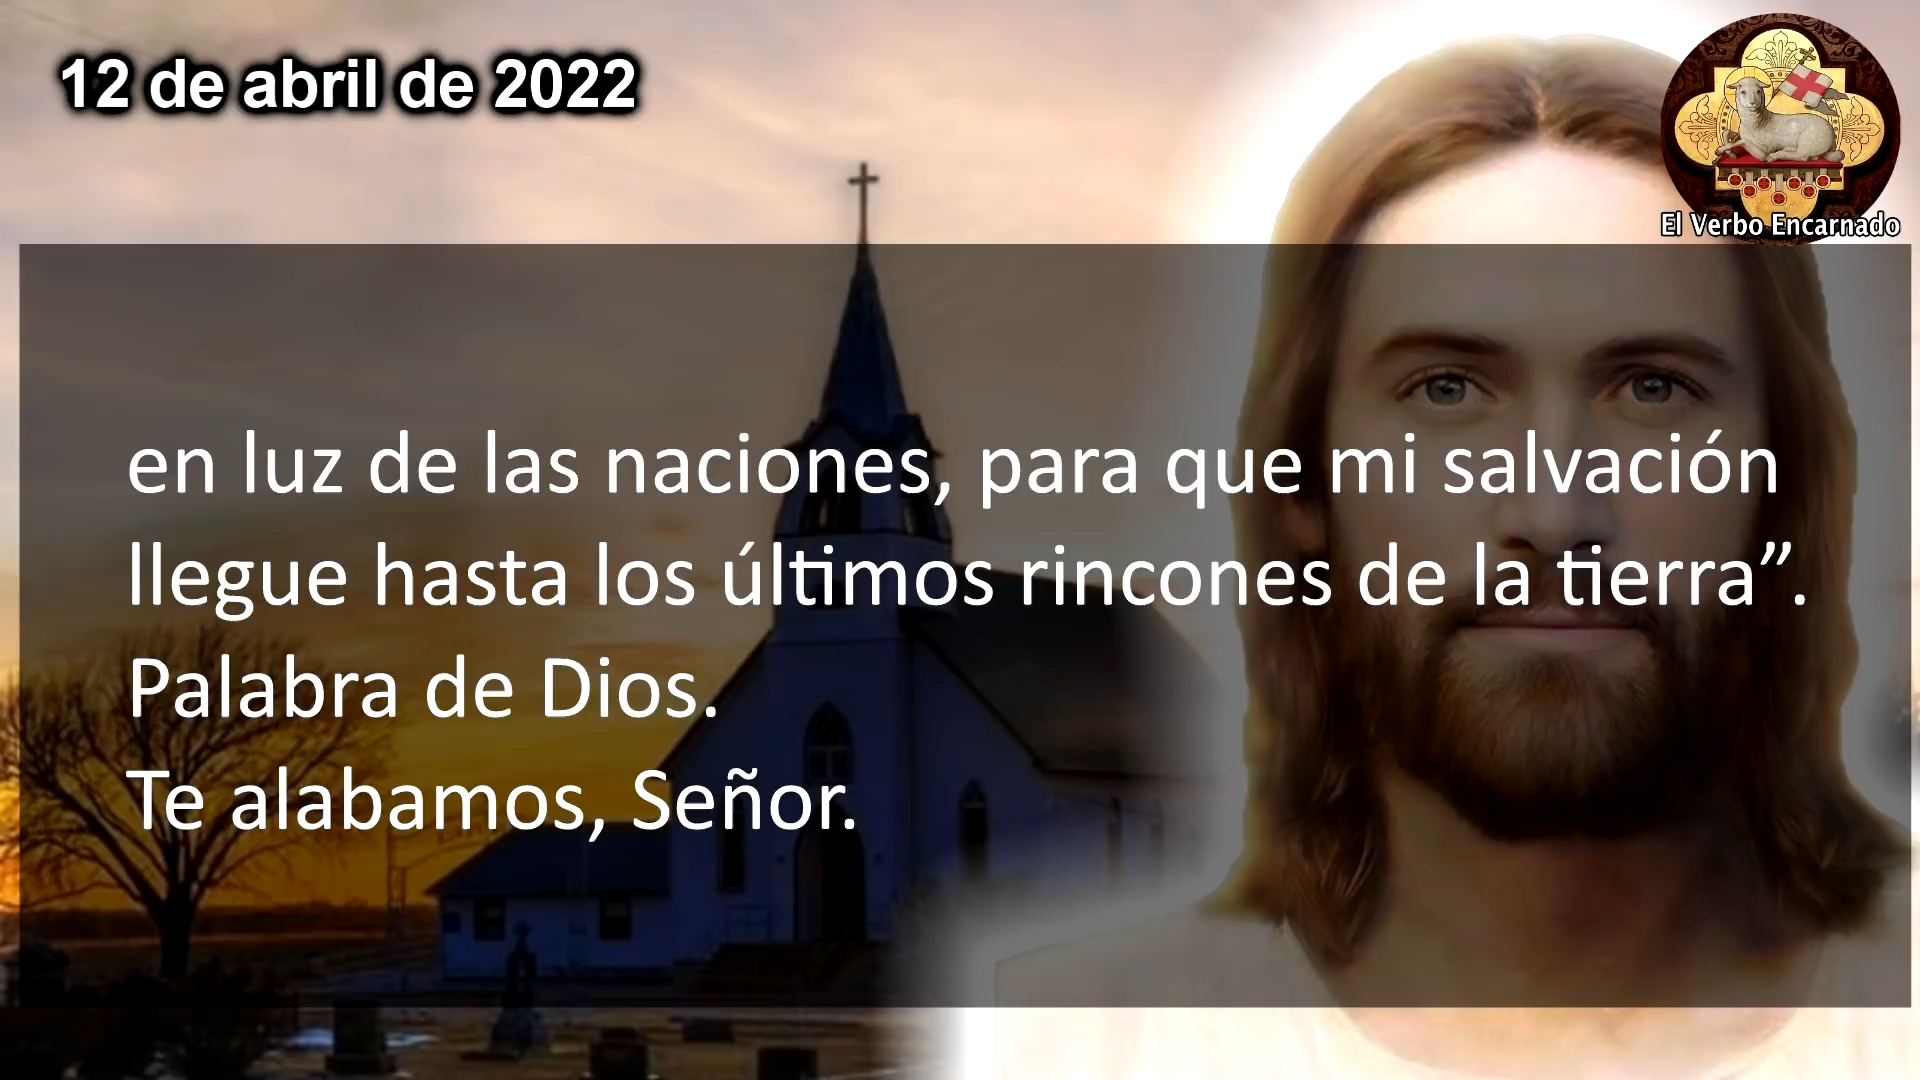 12 de abril de 2022
El Verbo Encarnado
en luz de las naciones, para que mi salvación
llegue hasta los últimos rincones de la tierra”.
Palabra de Dios.
Te alabamos, Señor.